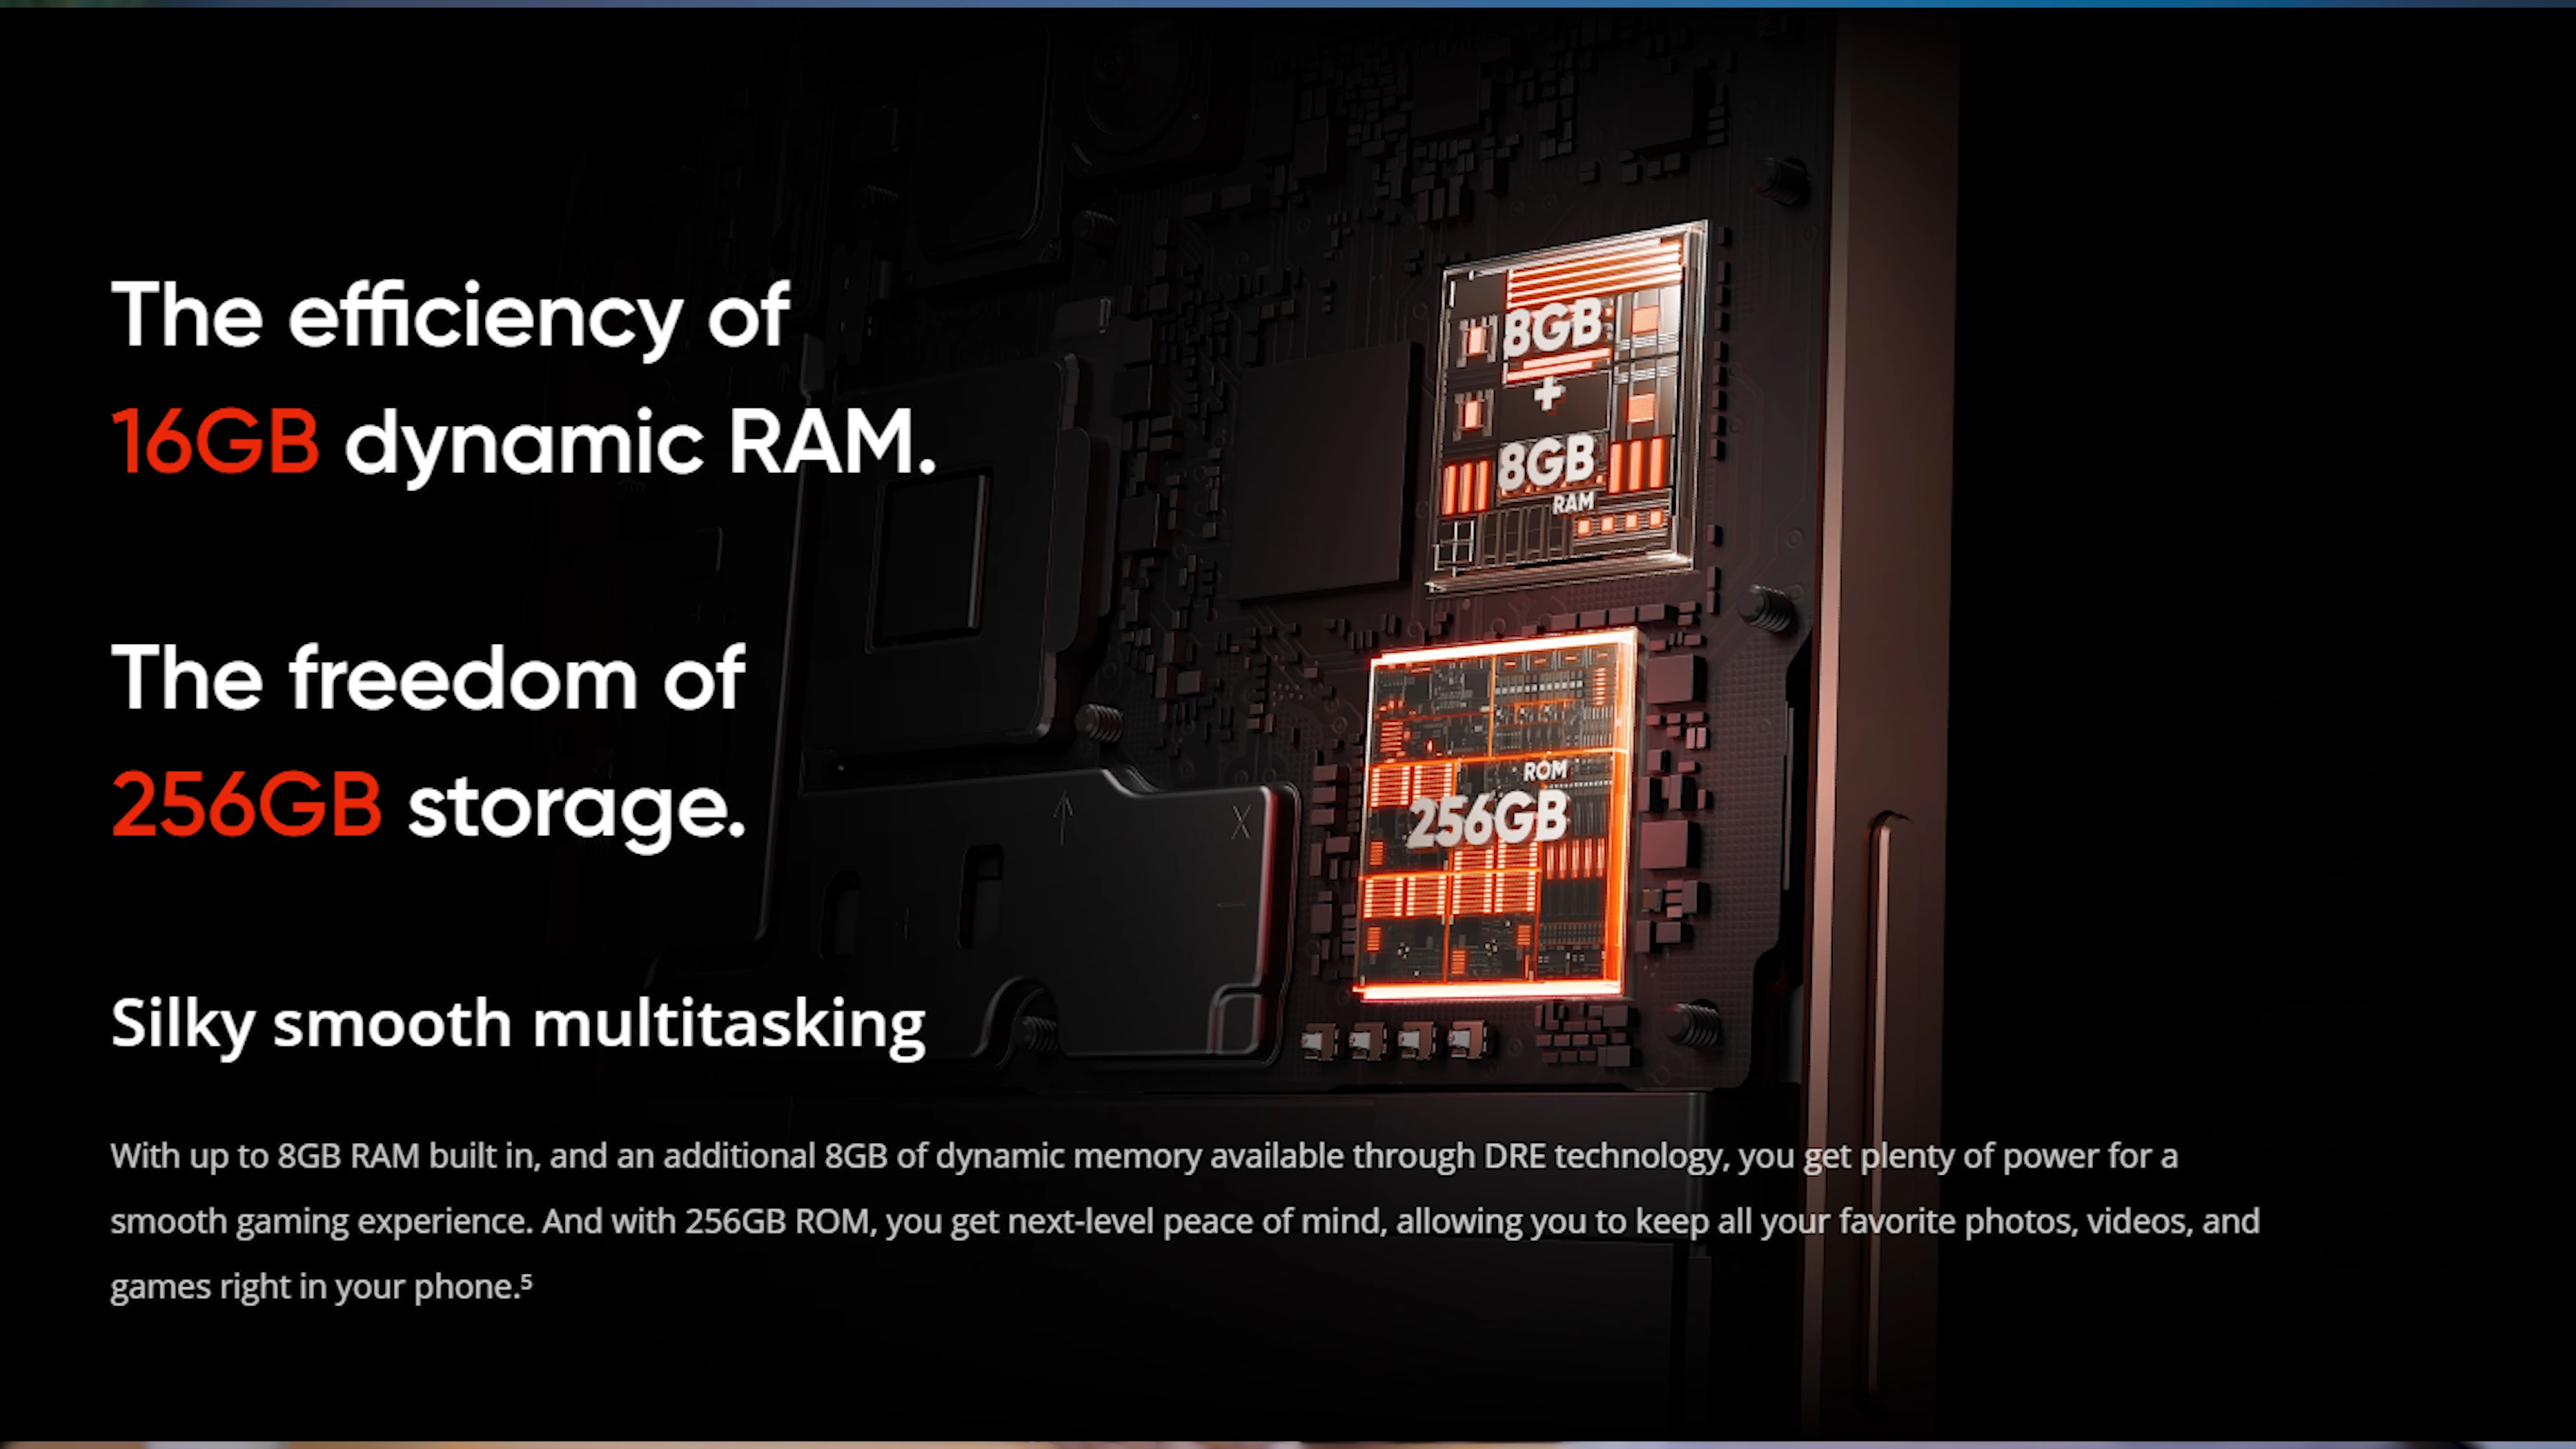 The efficiency of
16GB dynamic RAM.
The freedom of
256GB storage.
Silky smooth multitasking
With up to 8GB RAM built in, and an additional 8GB of dynamic memory available through DRE technology, you get plenty of power for a
smooth gaming experience. And with 256GB ROM, you get next-level peace of mind, allowing you to keep all your favorite photos, videos, and
games right in your phone.⁵
8GB
+
8GB
RAM
ROM
256GB
X